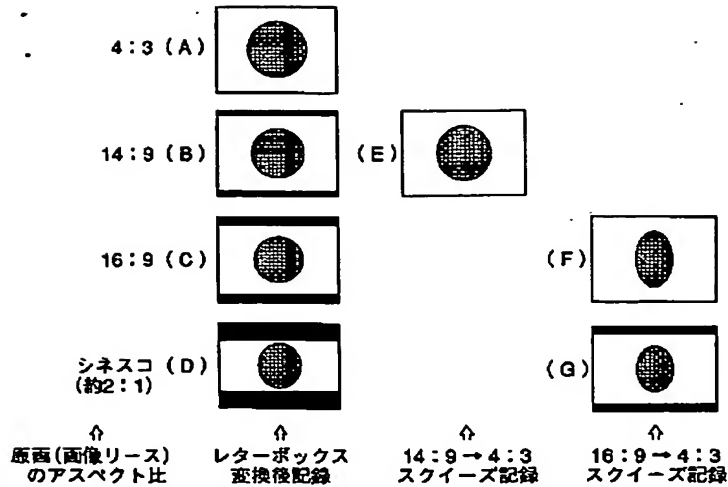 4:3(A)
14:9(B)
(E)
16:9(C)
(F)
シネスコ(D)
(約2:1)
(G)
原画(画像リース)
のアスペクト比
レターボックス
変換後記録
14:9→4:3
スクイーズ記録
16:9→4:3
スクイーズ記録